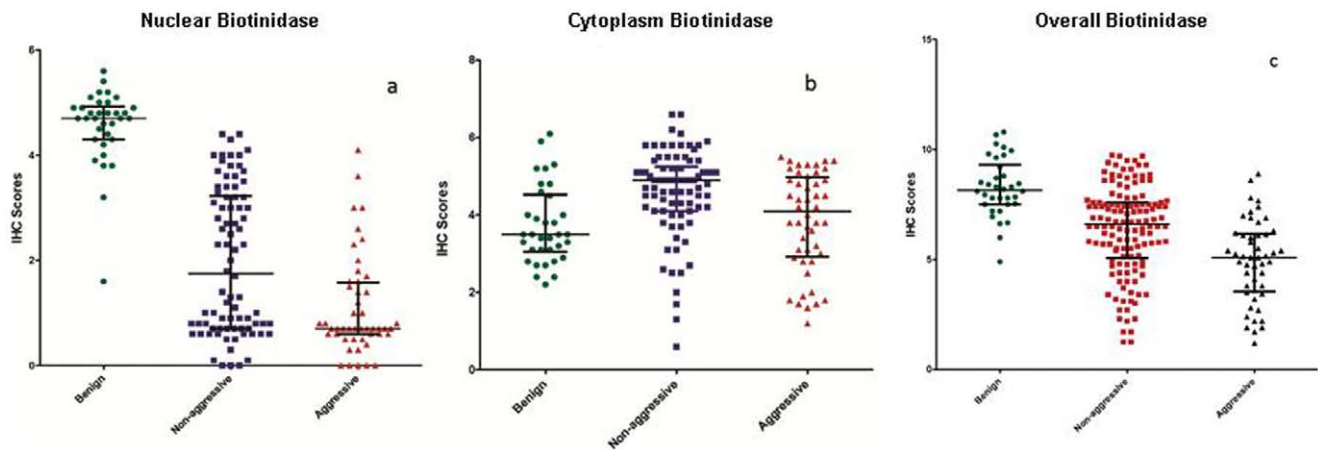 Nuclear Biotinidase
a
IHC Scores
6
4
2
0
Benign
Non-aggressive
Aggressive
Cytoplasm Biotinidase
b
IHC Scores
8
6
4
2
0
Benign
Non-aggressive
Aggressive
Overall Biotinidase
c
IHC Scores
15
10
5
0
Benign
Non-aggressive
Aggressive